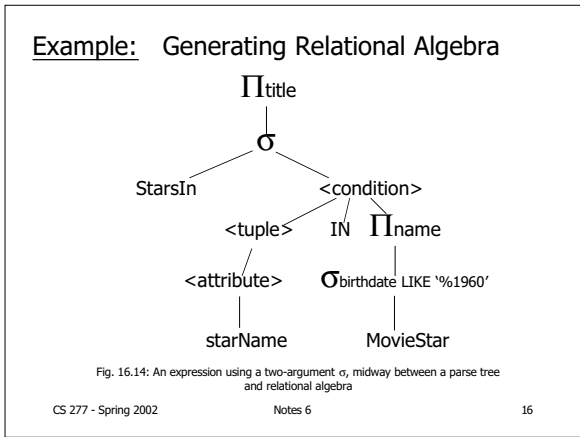 Example: Generating Relational Algebra
Πtitle
σ
StarsIn <condition>
<tuple> IN Πname
<attribute> σbirthdate LIKE ‘%1960’
starName MovieStar
Fig. 16.14: An expression using a two-argument σ, midway between a parse tree
and relational algebra
CS 277 - Spring 2002 Notes 6 16